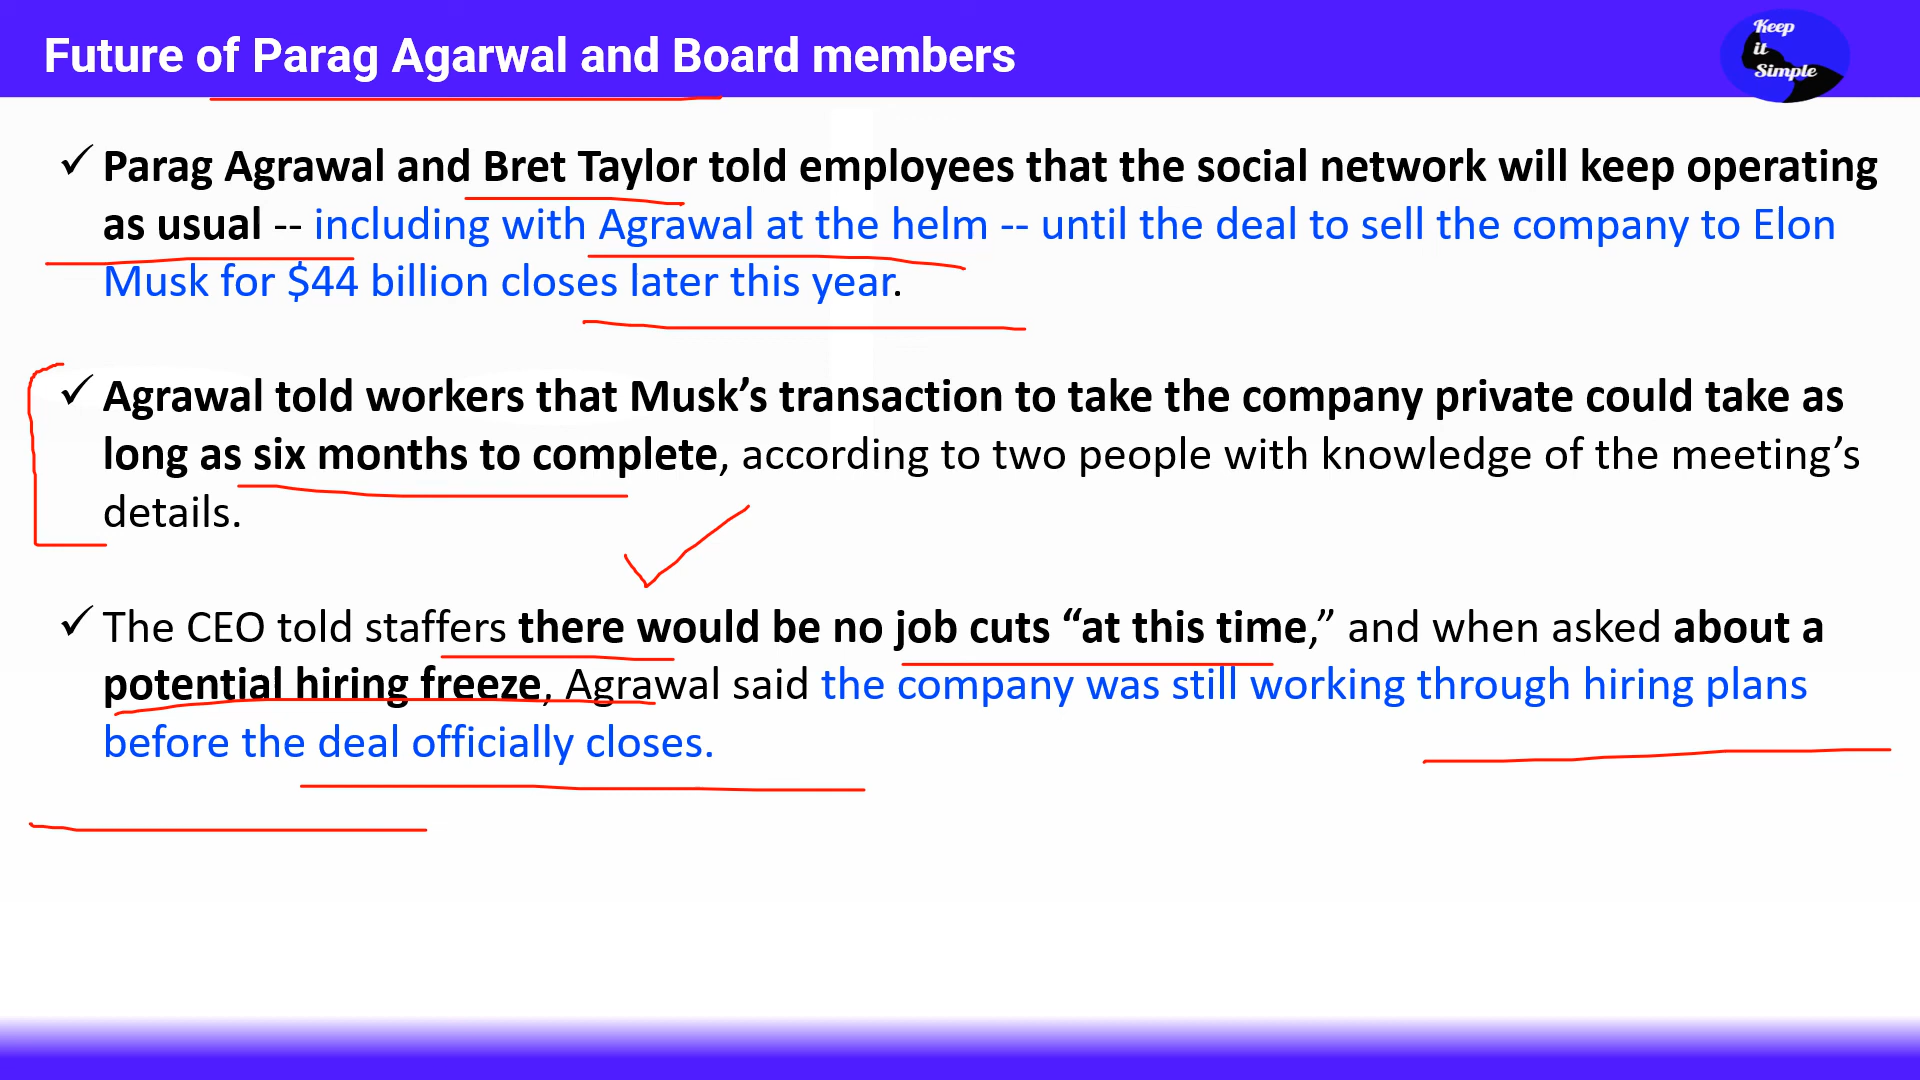 Future of Parag Agarwal and Board members
Keep
it
Simple
✓ Parag Agrawal and Bret Taylor told employees that the social network will keep operating
as usual -- including with Agrawal at the helm -- until the deal to sell the company to Elon
Musk for $44 billion closes later this year.
✓ Agrawal told workers that Musk’s transaction to take the company private could take as
long as six months to complete, according to two people with knowledge of the meeting’s
details.
✓ The CEO told staffers there would be no job cuts “at this time,” and when asked about a
potential hiring freeze, Agrawal said the company was still working through hiring plans
before the deal officially closes.